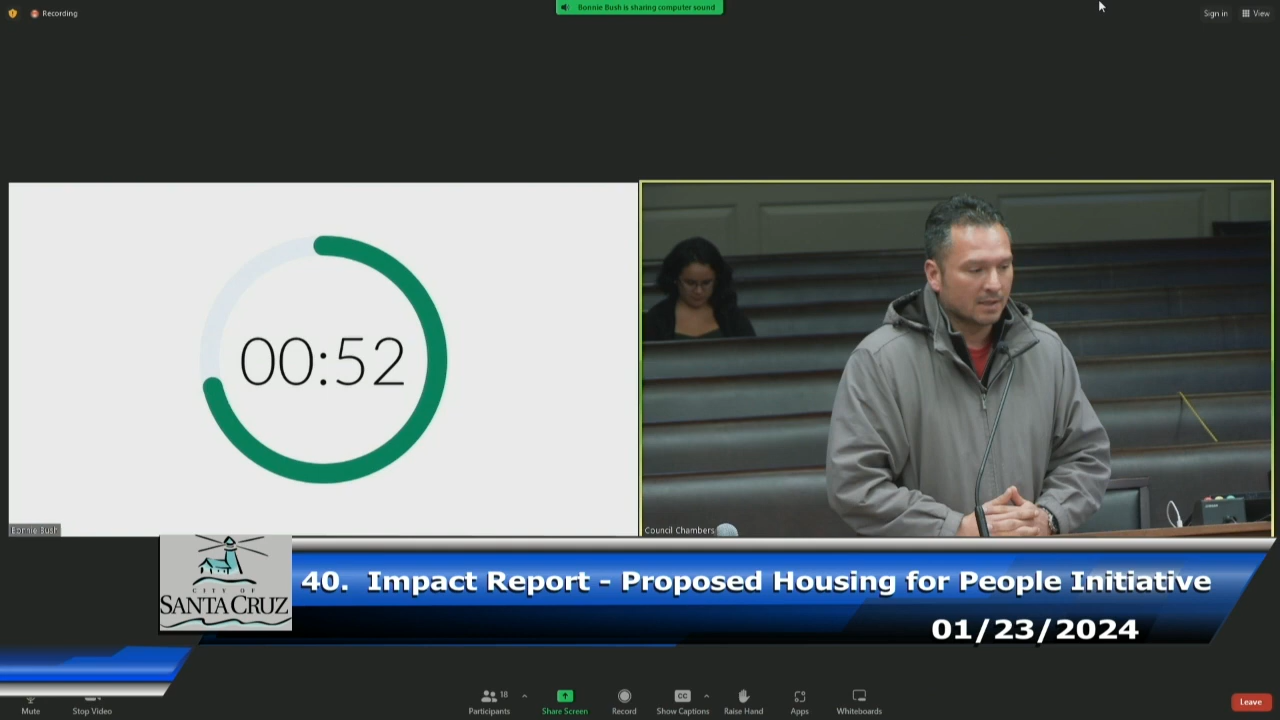 Recording
Bonnie Bush is sharing computer sound
Sign in
View
00:52
Bonnie Bush
Council Chambers
CITY OF
SANTA CRUZ
40. Impact Report - Proposed Housing for People Initiative
01/23/2024
Mute
Stop Video
Participants
18
Share Screen
Record
CC
Show Captions
Raise Hand
Apps
Whiteboards
Leave